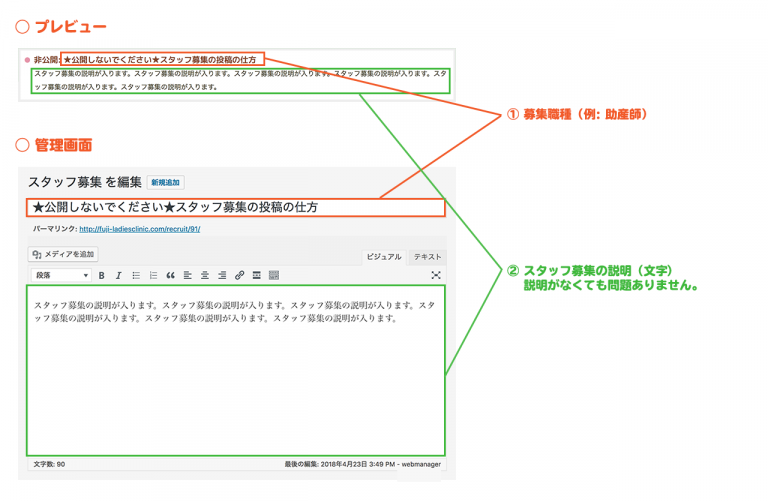 ○ プレビュー
非公開: ★公開しないでください★スタッフ募集の投稿の仕方
スタッフ募集の説明が入ります。スタッフ募集の説明が入ります。スタッフ募集の説明が入ります。スタッフ募集の説明が入ります。スタ
ッフ募集の説明が入ります。スタッフ募集の説明が入ります。
① 募集職種（例: 助産師）
○ 管理画面
スタッフ募集 を編集 新規追加
★公開しないでください★スタッフ募集の投稿の仕方
パーマリンク: http://fuji-ladiesclinic.com/recruit/91/
メディアを追加
ビジュアル テキスト
段落 B I
② スタッフ募集の説明（文字）
説明がなくても問題ありません。
スタッフ募集の説明が入ります。スタッフ募集の説明が入ります。スタッフ募集の説明が入ります。スタ
ッフ募集の説明が入ります。スタッフ募集の説明が入ります。スタッフ募集の説明が入ります。
文字数: 90 最後の編集: 2018年4月23日 3:49 PM - webmanager